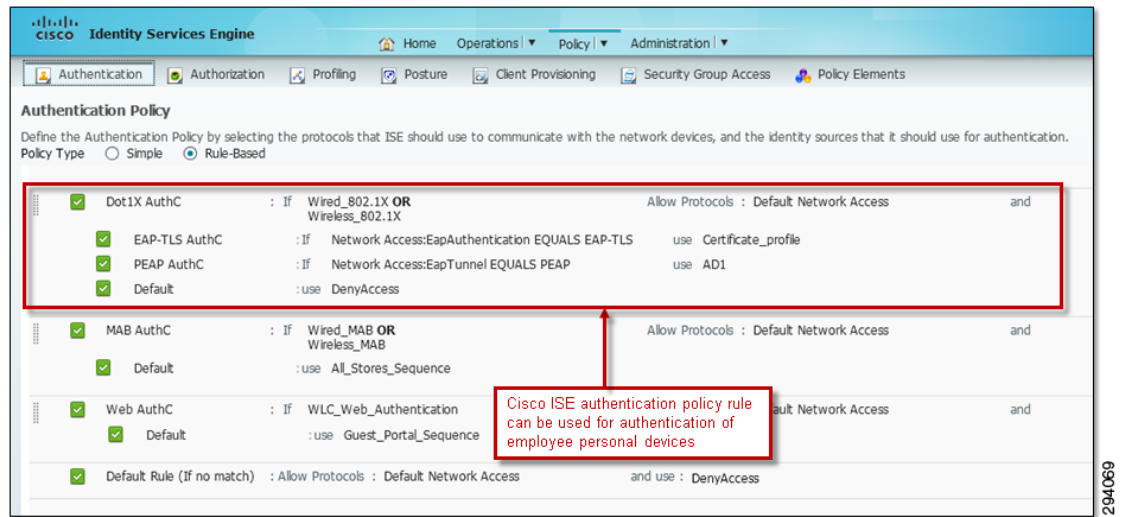 CISCO Identity Services Engine
Home Operations ▼ Policy ▼ Administration ▼
Authentication Authorization Profiling Posture Client Provisioning Security Group Access Policy Elements
Authentication Policy
Define the Authentication Policy by selecting the protocols that ISE should use to communicate with the network devices, and the identity sources that it should use for authentication.
Policy Type Simple Rule-Based
Dot1X AuthC : If Wired_802.1X OR Allow Protocols : Default Network Access and
Wireless_802.1X
EAP-TLS AuthC :If Network Access:EapAuthentication EQUALS EAP-TLS use Certificate_profile
PEAP AuthC :If Network Access:EapTunnel EQUALS PEAP use AD1
Default :use DenyAccess
MAB AuthC : If Wired_MAB OR Allow Protocols : Default Network Access and
Wireless_MAB
Default :use All_Stores_Sequence
Web AuthC : If WLC_Web_Authentication ault Network Access and
Default :use Guest_Portal_Sequence
Cisco ISE authentication policy rule
can be used for authentication of
employee personal devices
Default Rule (If no match) : Allow Protocols : Default Network Access and use : DenyAccess
294069